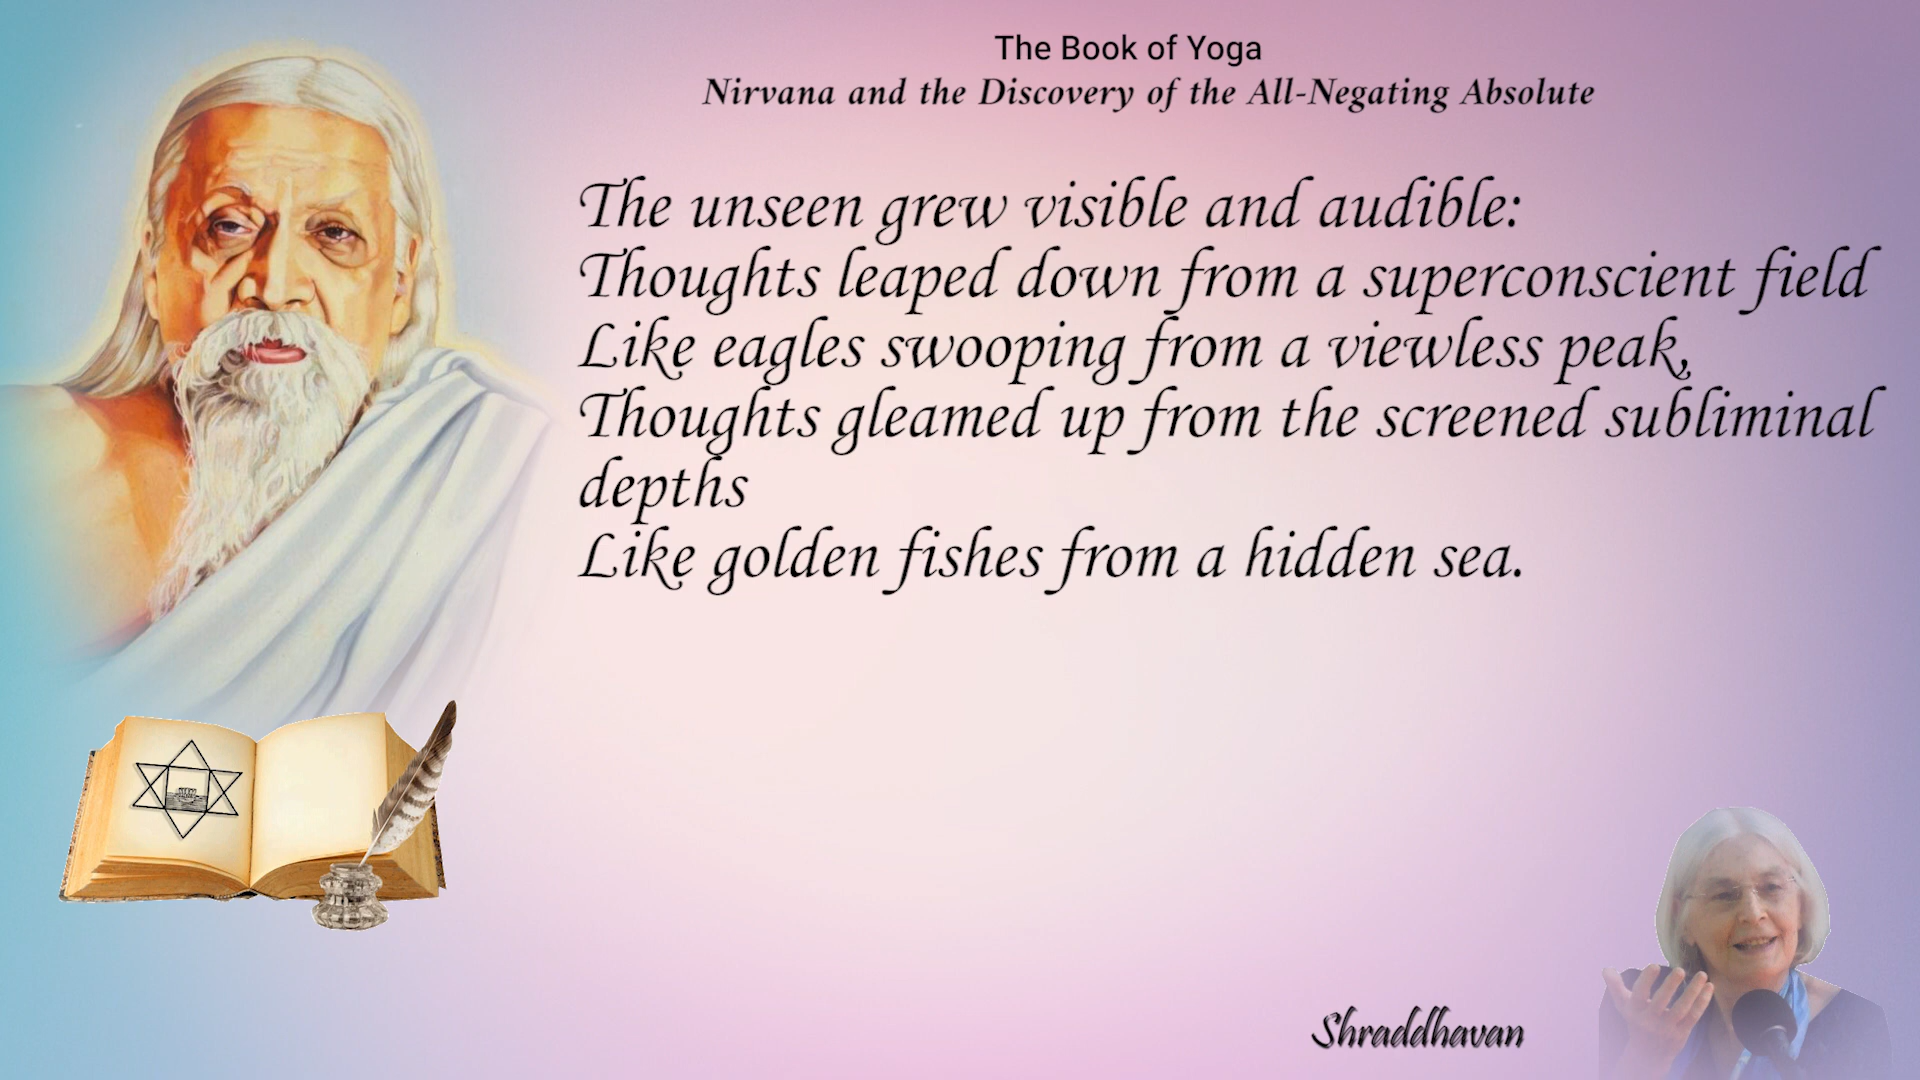 The Book of Yoga
Nirvana and the Discovery of the All-Negating Absolute
The unseen grew visible and audible:
Thoughts leaped down from a superconscient field
Like eagles swooping from a viewless peak,
Thoughts gleamed up from the screened subliminal
depths
Like golden fishes from a hidden sea.
Shraddhavan